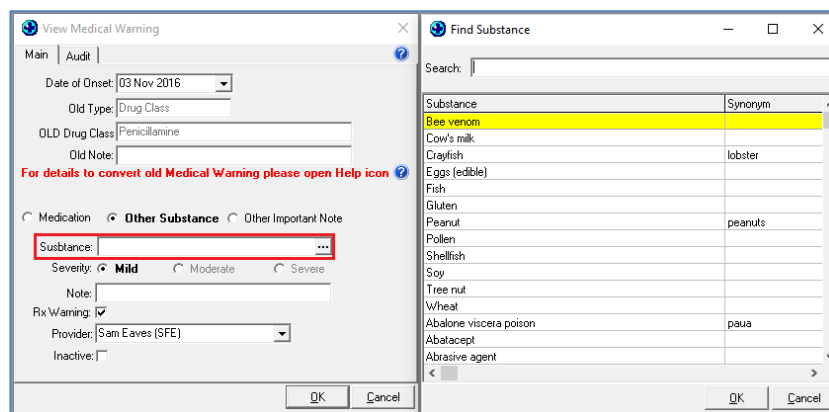 View Medical Warning
Main Audit
Date of Onset: 03 Nov 2016
Old Type: Drug Class
OLD Drug Class Penicillamine
Old Note:
For details to convert old Medical Warning please open Help icon
Medication Other Substance Other Important Note
Susbtance: ...
Severity: Mild Moderate Severe
Note:
Rx Warning:
Provider: Sam Eaves (SFE)
Inactive:
OK Cancel
Find Substance
Search:
Substance Synonym
Bee venom
Cow's milk
Crayfish lobster
Eggs (edible)
Fish
Gluten
Peanut peanuts
Pollen
Shellfish
Soy
Tree nut
Wheat
Abalone viscera poison paua
Abatacept
Abrasive agent
OK Cancel